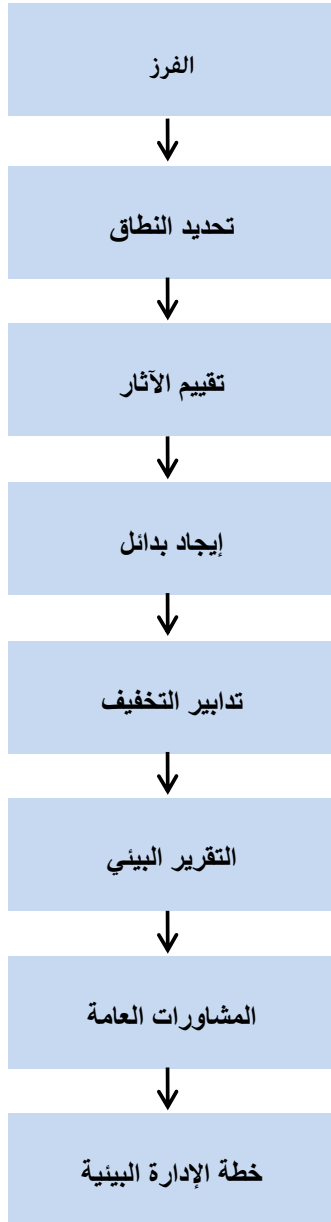 الفرز
تحديد النطاق
تقييم الآثار
إيجاد بدائل
تدابير التخفيف
التقرير البيئي
المشاورات العامة
خطة الإدارة البيئية